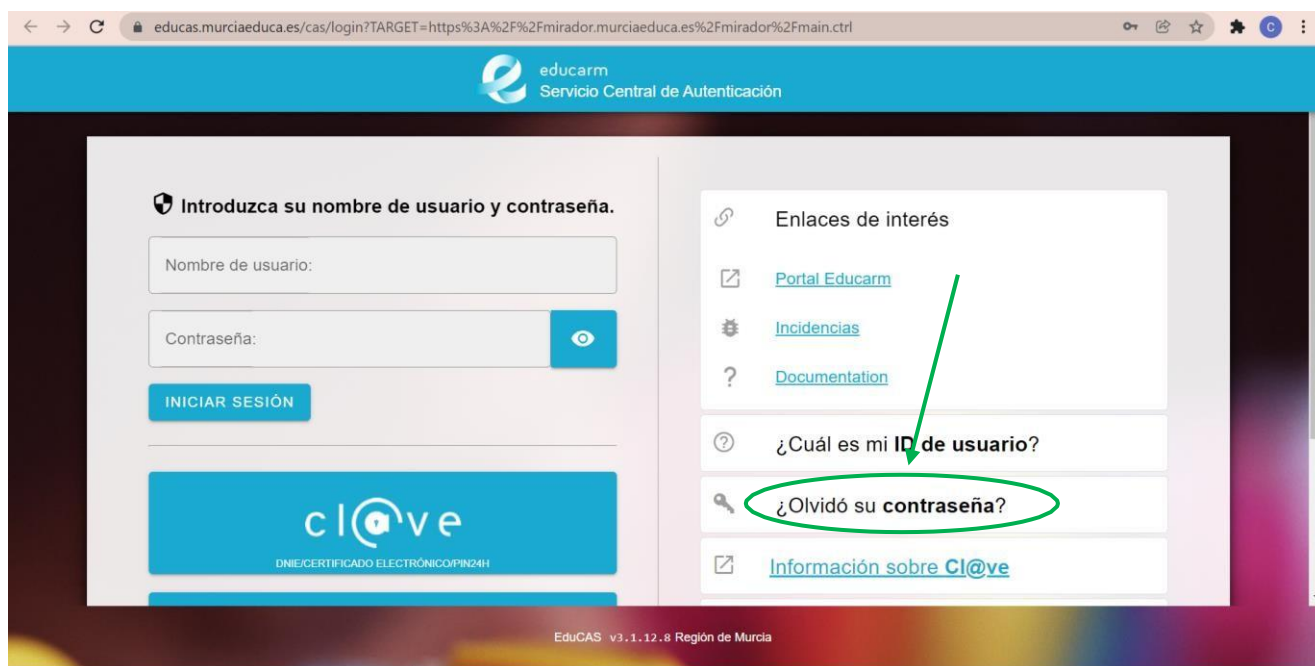 educas.murciaeduca.es/cas/login?TARGET=https%3A%2F%2Fmirador.murciaeduca.es%2Fmirador%2Fmain.ctrl
C
educarm
Servicio Central de Autenticación
Introduzca su nombre de usuario y contraseña.
Nombre de usuario:
Contraseña:
INICIAR SESIÓN
cl@ve
DNIE/CERTIFICADO ELECTRÓNICO/PIN24H
Enlaces de interés
Portal Educarm
Incidencias
? Documentation
? ¿Cuál es mi ID de usuario?
¿Olvidó su contraseña?
Información sobre Cl@ve
EduCAS v3.1.12.8 Región de Murcia